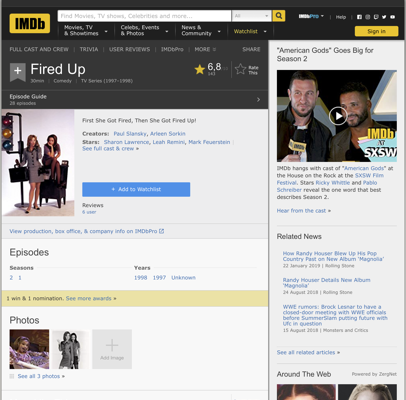 IMDb
Find Movies, TV shows, Celebrities and more...
All
IMDbPro
Help
Movies, TV
& Showtimes
Celebs, Events
& Photos
News &
Community
Watchlist
Sign in
FULL CAST AND CREW | TRIVIA | USER REVIEWS | IMDbPro | MORE
SHARE
Fired Up
30min | Comedy | TV Series (1997–1998)
6,8
143
Rate
This
Episode Guide
28 episodes
First She Got Fired, Then She Got Fired Up!
Creators: Paul Slansky, Arleen Sorkin
Stars: Sharon Lawrence, Leah Remini, Mark Feuerstein
See full cast & crew »
+ Add to Watchlist
Reviews
6 user
View production, box office, & company info on IMDbPro
Episodes
Seasons
2 1
Years
1998 1997 Unknown
1 win & 1 nomination. See more awards »
Photos
Add Image
See all 3 photos »
"American Gods" Goes Big for
Season 2
IMDb
AT
SXSW
IMDb hangs with cast of "American Gods" at
the House on the Rock at the SXSW Film
Festival. Stars Ricky Whittle and Pablo
Schreiber reveal the one word that best
describes Season 2.
Hear from the cast »
Related News
How Randy Houser Blew Up His Pop
Country Past on New Album
'Magnolia'
22 January 2019 | Rolling Stone
Randy Houser Details New Album
'Magnolia'
24 August 2018 | Rolling Stone
WWE rumors: Brock Lesnar to have a
closed-door meeting with WWE officials
before SummerSlam putting future with
Ufc in question
15 August 2018 | Monsters and Critics
See all related articles »
Around The Web
Powered by ZergNet